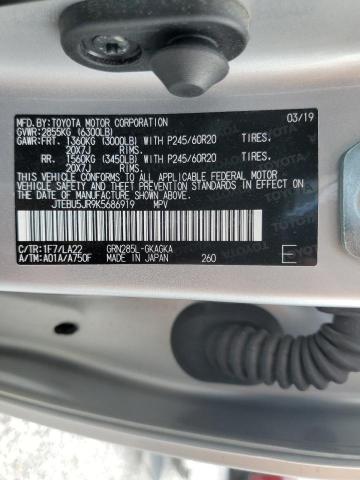 MFD.BY:TOYOTA MOTOR CORPORATION 03/19
GVWR:2855KG (6300LB)
GAWR:FRT. 1360KG (3000LB) WITH P245/60R20 TIRES.
20X7J RIMS.
RR. 1560KG (3450LB) WITH P245/60R20 TIRES.
20X7J RIMS.
THIS VEHICLE CONFORMS TO ALL APPLICABLE
FEDERAL MOTOR VEHICLE SAFETY AND THEFT
PREVENTION STANDARDS IN EFFECT ON THE DATE
OF MANUFACTURE SHOWN ABOVE.
JTEBU5JR9K5686919 MPV
C/TR:1F7/LA22 GRN285L-GKAGKA
A/TM:A01A/A750F MADE IN JAPAN 260 E